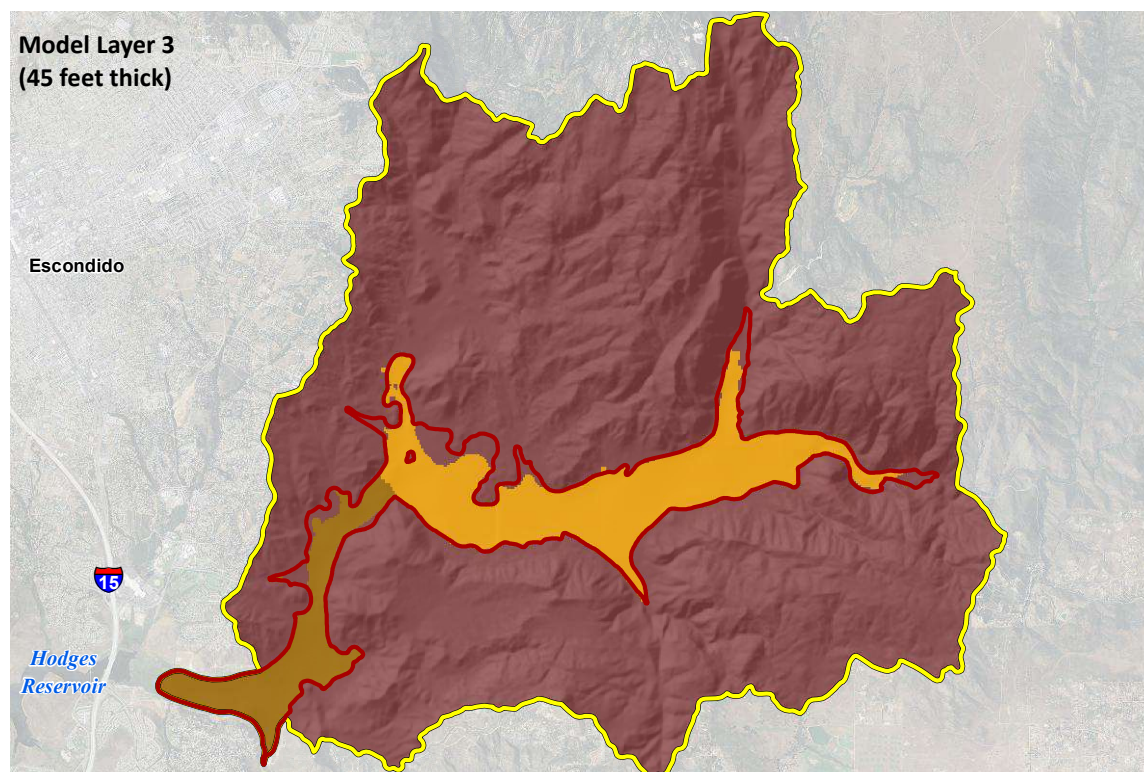 Model Layer 3
(45 feet thick)
Escondido
15
Hodges
Reservoir